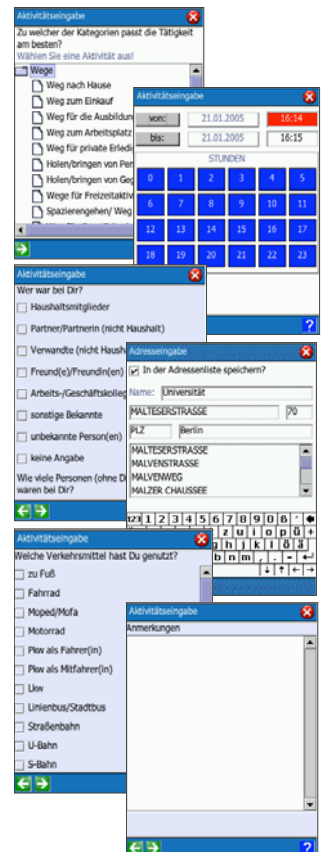 Aktivitätseingabe
Zu welcher der Kategorien passt die Tätigkeit
am besten?
Wählen Sie eine Aktivität aus!
Wege
Weg nach Hause
Weg zum Einkauf
Weg für die Ausbildun
Weg zum Arbeitsplatz
Weg für private Erledi
Holen/bringen von Per
Holen/bringen von Geg
Wege für Freizeitaktiv
Spazierengehen/ Weg
Aktivitätseingabe
von: 21.01.2005 16:14
bis: 21.01.2005 16:15
STUNDEN
0 1 2 3 4 5
6 7 8 9 10 11
12 13 14 15 16 17
18 19 20 21 22 23
?
Aktivitätseingabe
Wer war bei Dir?
Haushaltsmitglieder
Partner/Partnerin (nicht Haushalt)
Verwandte (nicht Haush
Freund(e)/Freundin(en)
Arbeits-/Geschäftskolleg
sonstige Bekannte
unbekannte Person(en)
keine Angabe
Wie viele Personen (ohne D
waren bei Dir?
Adresseingabe
In der Adressenliste speichern?
Name: Universität
MALTESERSTRASSE 70
PLZ Berlin
MALTESERSTRASSE
MALVENSTRASSE
MALVENWEG
MALZER CHAUSSEE
123 1 2 3 4 5 6 7 8 9 0 ß ´
z u i o p ü +
g h j k l ö ä
b n m , . -
Aktivitätseingabe
Welche Verkehrsmittel hast Du genutzt?
zu Fuß
Fahrrad
Moped/Mofa
Motorrad
Pkw als Fahrer(in)
Pkw als Mitfahrer(in)
Lkw
Linienbus/Stadtbus
Straßenbahn
U-Bahn
S-Bahn
Aktivitätseingabe
Anmerkungen
?